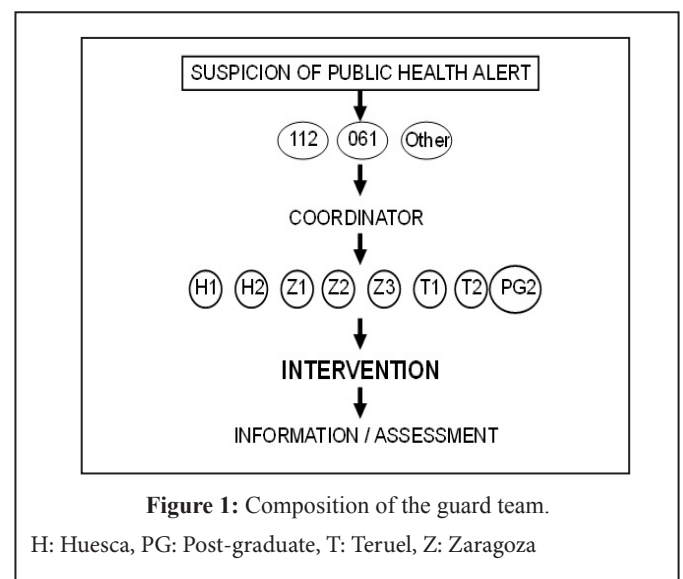 SUSPICION OF PUBLIC HEALTH ALERT
112 061 Other
COORDINATOR
H1 H2 Z1 Z2 Z3 T1 T2 PG2
INTERVENTION
INFORMATION / ASSESSMENT
Figure 1: Composition of the guard team.
H: Huesca, PG: Post-graduate, T: Teruel, Z: Zaragoza